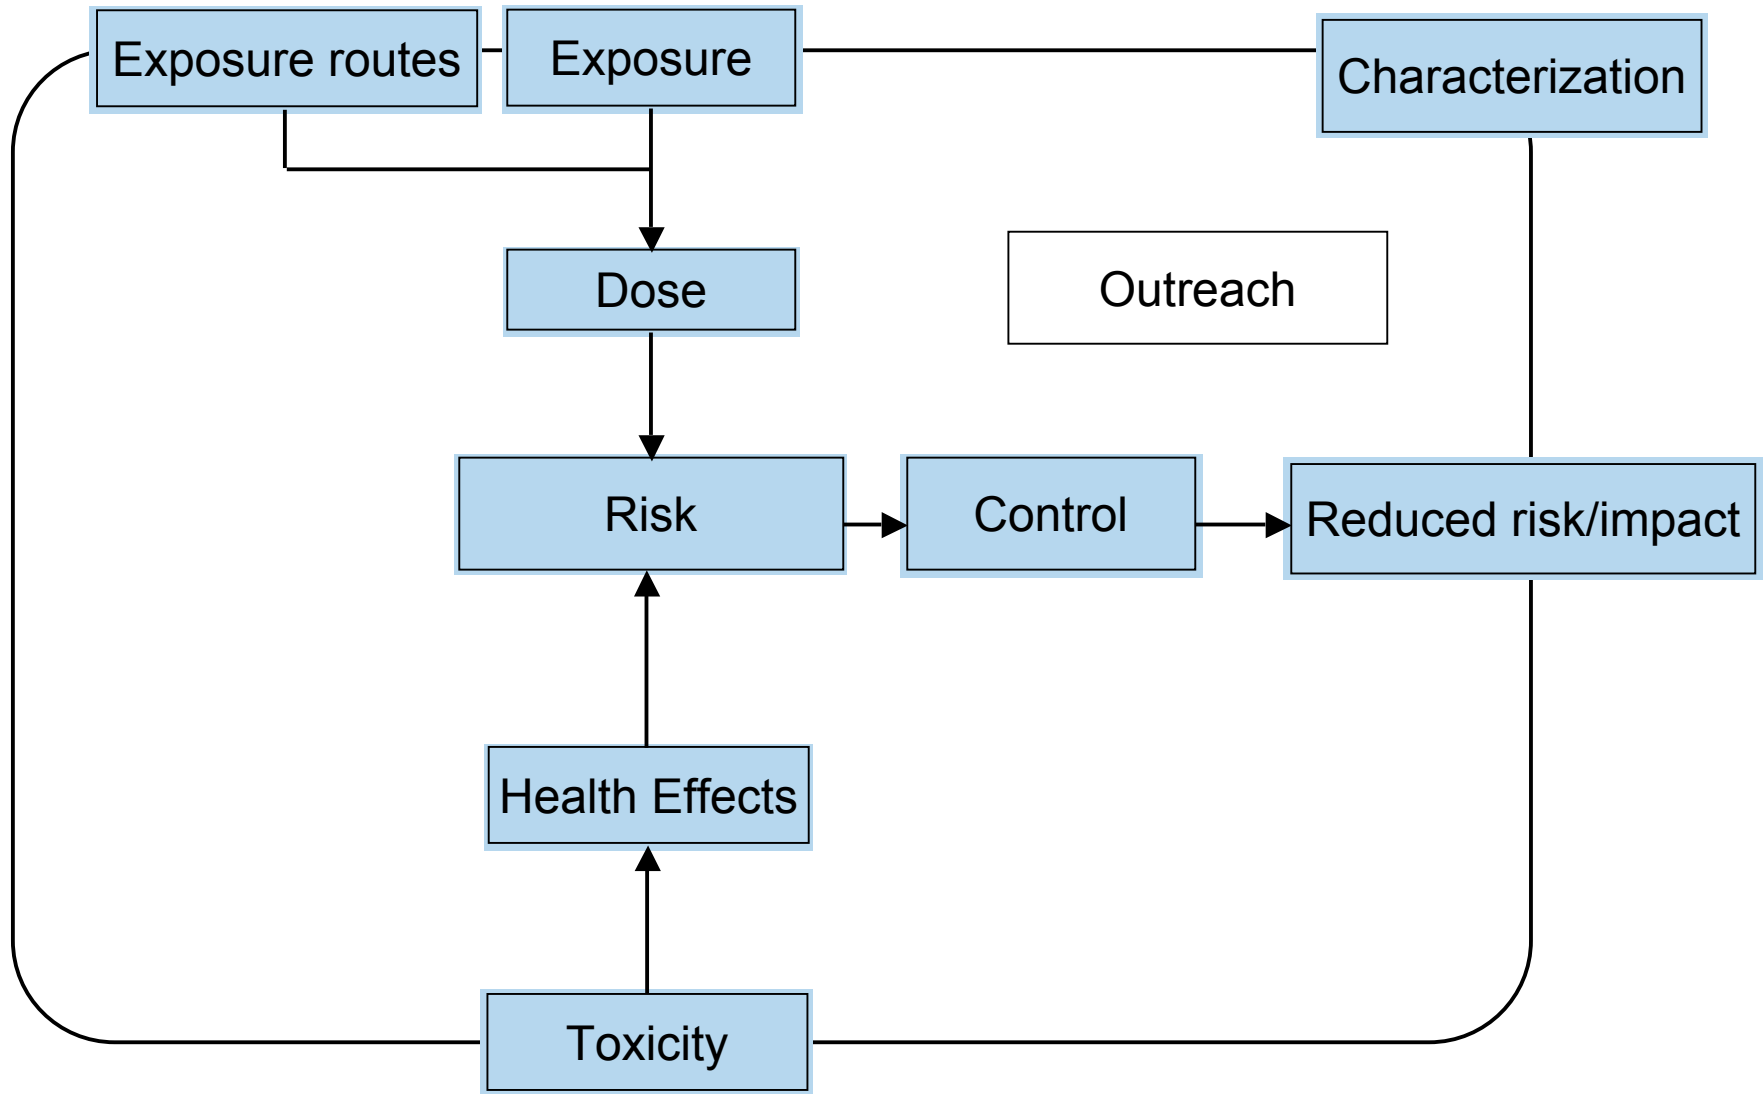 Exposure routes
Exposure
Characterization
Dose
Outreach
Risk
Control
Reduced risk/impact
Health Effects
Toxicity